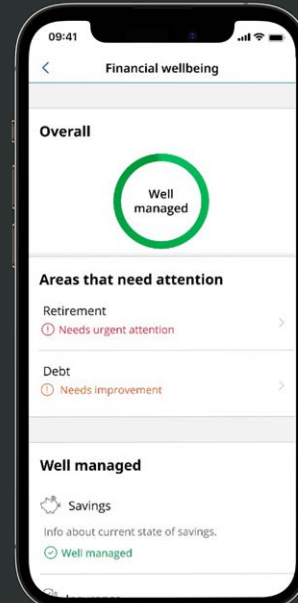 09:41
Financial wellbeing
Overall
Well
managed
Areas that need attention
Retirement
Needs urgent attention
Debt
Needs improvement
Well managed
Savings
Info about current state of savings.
Well managed